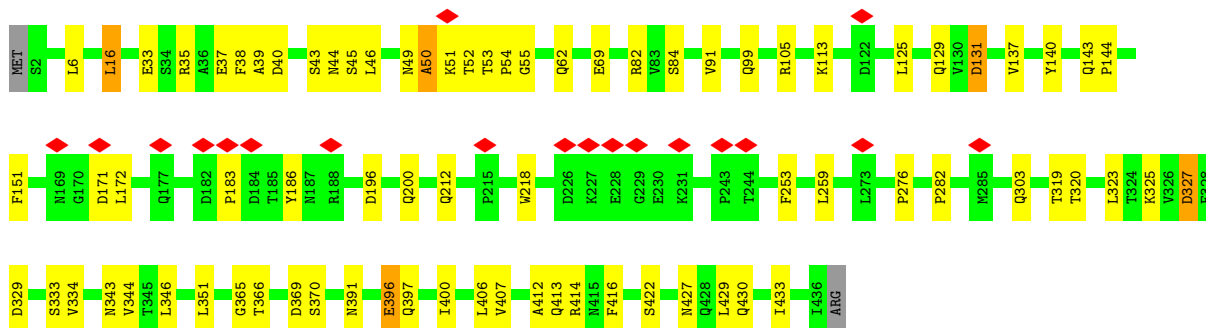 MET S2 L6 L16 E33 S34 R35 A36 E37 F38 A39 D40 S43 N44 S45 L46 N49 A50 K51 T52 T53 P54 G55 Q62 E69 R82 V83 S84 V91 Q99 R105 K113 D122 L125 Q129 V130 D131 V137 Y140 Q143 P144
F151 N169 G170 D171 L172 Q177 D182 P183 D184 T185 Y186 N187 R188 D196 Q200 Q212 P215 W218 D226 K227 E228 G229 E230 K231 P243 T244 F253 L259 L273 P276 P282 M285 Q303 T319 T320 L323 T324 K325 V326 D327 E328
D329 S333 V334 N343 V344 T345 L346 L351 G365 T366 D369 S370 N391 E396 Q397 I400 L406 V407 A412 Q413 R414 N415 F416 S422 N427 Q428 L429 Q430 I433 I436 ARG